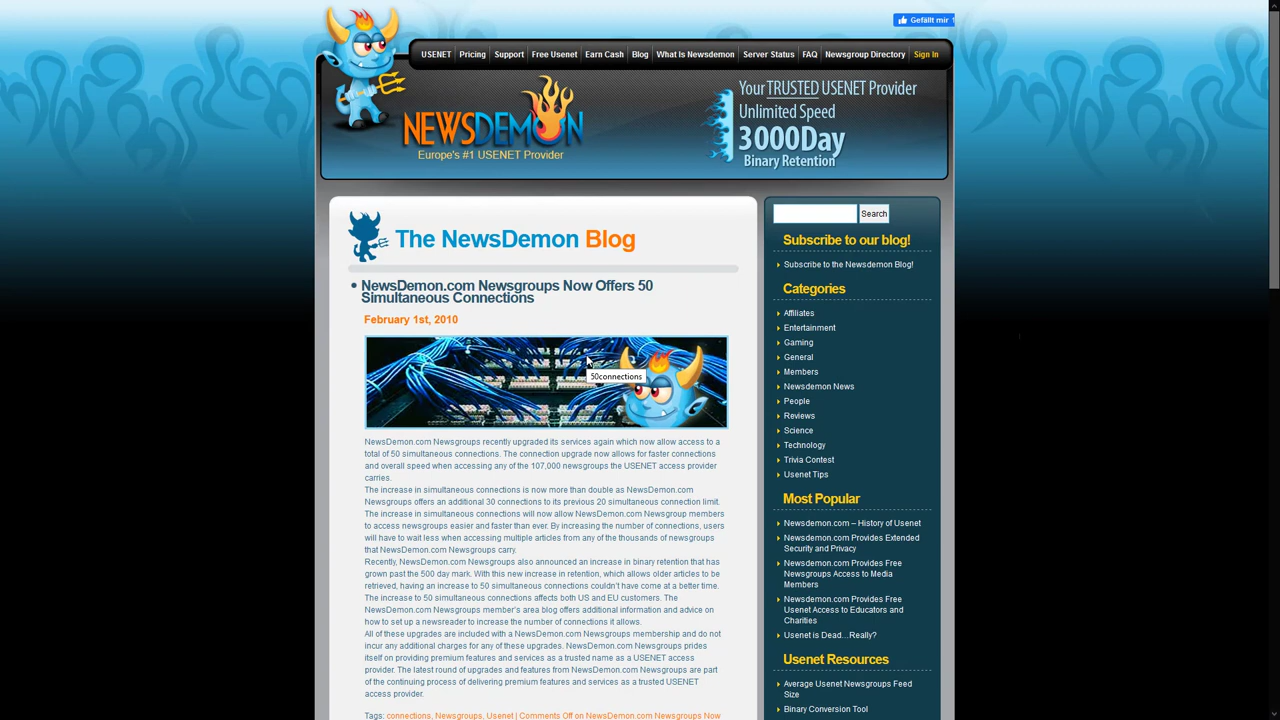 Gefällt mir
USENET Pricing Support Free Usenet Earn Cash Blog What Is Newsdemon Server Status FAQ Newsgroup Directory Sign In
NEWSDEMON
Europe's #1 USENET Provider
Your TRUSTED USENET Provider
Unlimited Speed
3000Day
Binary Retention
The NewsDemon Blog
NewsDemon.com Newsgroups Now Offers 50
Simultaneous Connections
February 1st, 2010
50connections
NewsDemon.com Newsgroups recently upgraded its services again which now allow access to a
total of 50 simultaneous connections. The connection upgrade now allows for faster connections
and overall speed when accessing any of the 107,000 newsgroups the USENET access provider
carries.
The increase in simultaneous connections is now more than double as NewsDemon.com
Newsgroups offers an additional 30 connections to its previous 20 simultaneous connection limit.
The increase in simultaneous connections will now allow NewsDemon.com Newsgroup members
to access newsgroups easier and faster than ever. By increasing the number of connections, users
will have to wait less when accessing multiple articles from any of the thousands of newsgroups
that NewsDemon.com Newsgroups carry.
Recently, NewsDemon.com Newsgroups also announced an increase in binary retention that has
grown past the 500 day mark. With this new increase in retention, which allows older articles to be
retrieved, having an increase to 50 simultaneous connections couldn't have come at a better time.
The increase to 50 simultaneous connections affects both US and EU customers. The
NewsDemon.com Newsgroups member's area blog offers additional information and advice on
how to set up a newsreader to increase the number of connections it allows.
All of these upgrades are included with a NewsDemon.com Newsgroups membership and do not
incur any additional charges for any of these upgrades. NewsDemon.com Newsgroups prides
itself on providing premium features and services as a trusted name as a USENET access
provider. The latest round of upgrades and features from NewsDemon.com Newsgroups are part
of the continuing process of delivering premium features and services as a trusted USENET
access provider.
Tags: connections, Newsgroups, Usenet | Comments Off on NewsDemon.com Newsgroups Now
Search
Subscribe to our blog!
Subscribe to the Newsdemon Blog!
Categories
Affiliates
Entertainment
Gaming
General
Members
Newsdemon News
People
Reviews
Science
Technology
Trivia Contest
Usenet Tips
Most Popular
Newsdemon.com – History of Usenet
Newsdemon.com Provides Extended
Security and Privacy
Newsdemon.com Provides Free
Newsgroups Access to Media
Members
Newsdemon.com Provides Free
Usenet Access to Educators and
Charities
Usenet is Dead…Really?
Usenet Resources
Average Usenet Newsgroups Feed
Size
Binary Conversion Tool